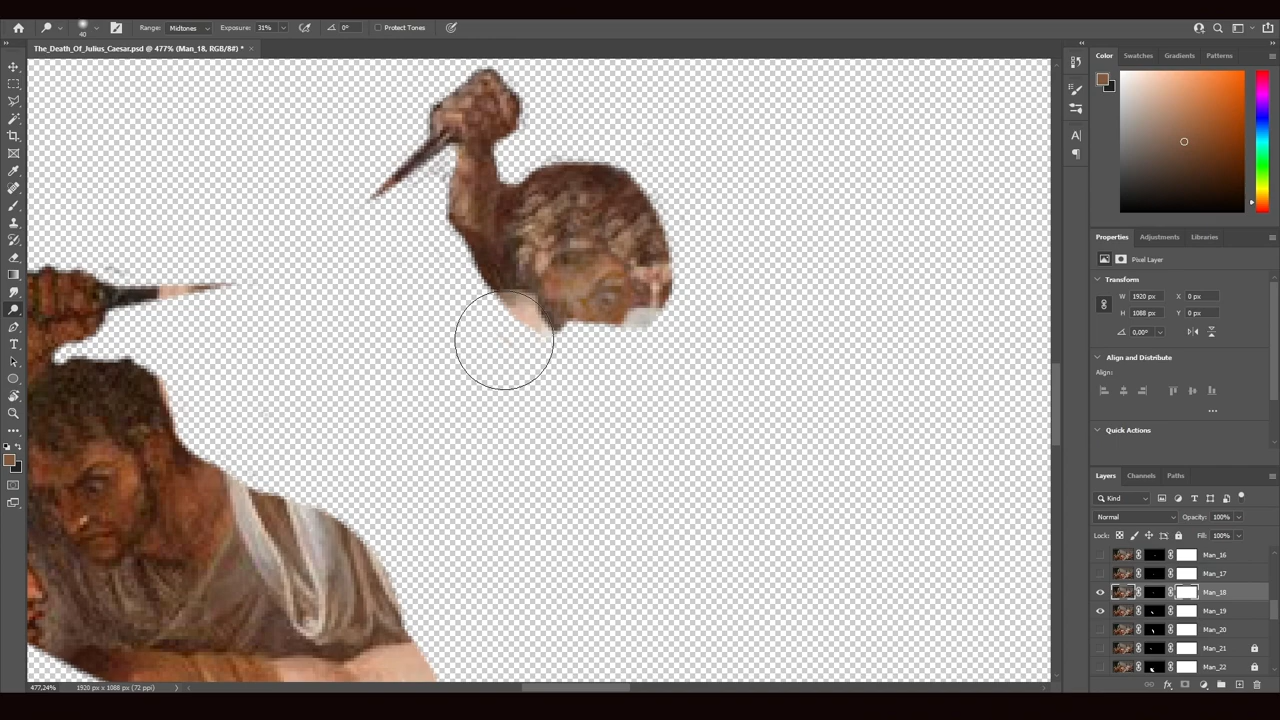 40
Range: Midtones
Exposure: 31%
0°
Protect Tones
The_Death_Of_Julius_Caesar.psd @ 477% (Man_18, RGB/8#) *
Color
Swatches
Gradients
Patterns
Properties
Adjustments
Libraries
Pixel Layer
Transform
W 1920 px X 0 px
H 1088 px Y 0 px
0,00°
Align and Distribute
Align:
Quick Actions
Layers
Channels
Paths
Kind
Normal
Opacity: 100%
Lock:
Fill: 100%
Man_16
Man_17
Man_18
Man_19
Man_20
Man_21
Man_22
477,24%
1920 px x 1088 px (72 ppi)